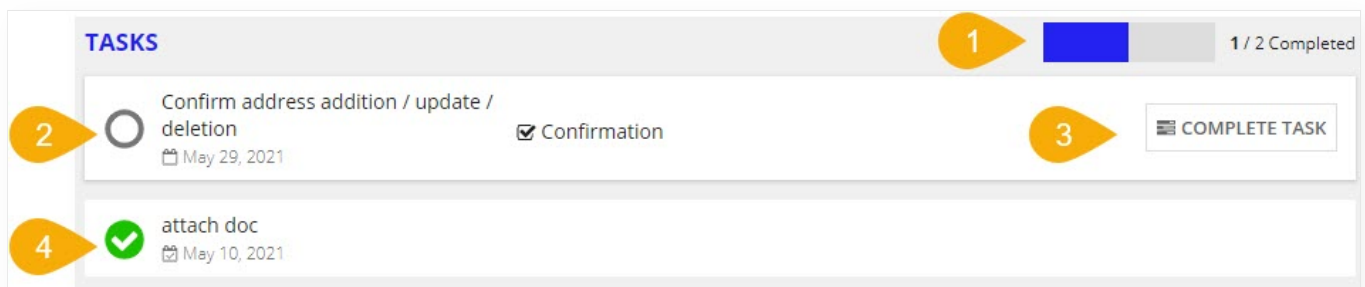 TASKS
1
1 / 2 Completed
Confirm address addition / update /
deletion
May 29, 2021
2
Confirmation
3
COMPLETE TASK
attach doc
May 10, 2021
4